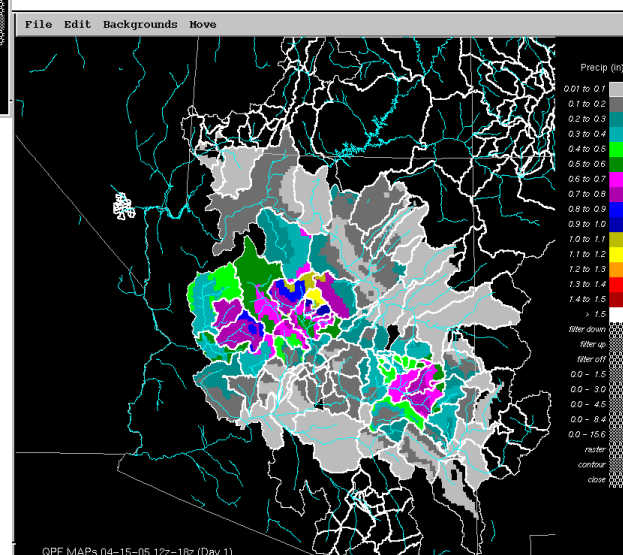 File Edit Backgrounds Move
Precip (in)
0.01 to 0.1
0.1 to 0.2
0.2 to 0.3
0.3 to 0.4
0.4 to 0.5
0.5 to 0.6
0.6 to 0.7
0.7 to 0.8
0.8 to 0.9
0.9 to 1.0
1.0 to 1.1
1.1 to 1.2
1.2 to 1.3
1.3 to 1.4
1.4 to 1.5
> 1.5
filter down
filter up
filter off
0.0 - 1.5
0.0 - 3.0
0.0 - 4.5
0.0 - 8.4
0.0 - 15.6
raster
contour
close
QPF MAPs 04-15-05 12z-18z (Day 1)